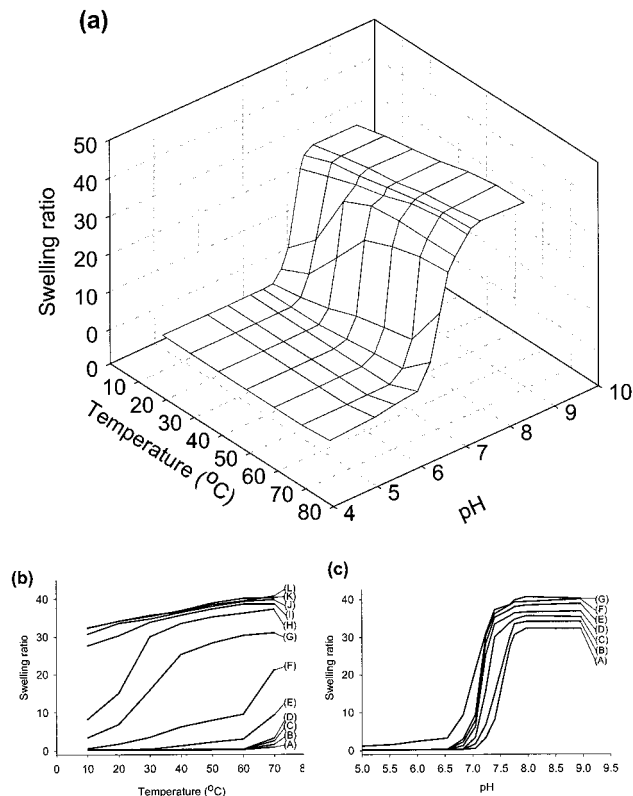 (a)
50
40
30
20
10
0
Swelling ratio
0
10
20
30
40
50
60
70
80
Temperature (°C)
4
5
6
7
8
9
10
pH
(b)
40
30
20
10
0
Swelling ratio
(L)
(K)
(J)
(I)
(H)
(G)
(F)
(E)
(D)
(C)
(B)
(A)
0 10 20 30 40 50 60 70 8
Temperature (°C)
(c)
40
30
20
10
0
Swelling ratio
(G)
(F)
(E)
(D)
(C)
(B)
(A)
5.0 5.5 6.0 6.5 7.0 7.5 8.0 8.5 9.0 9.5
pH